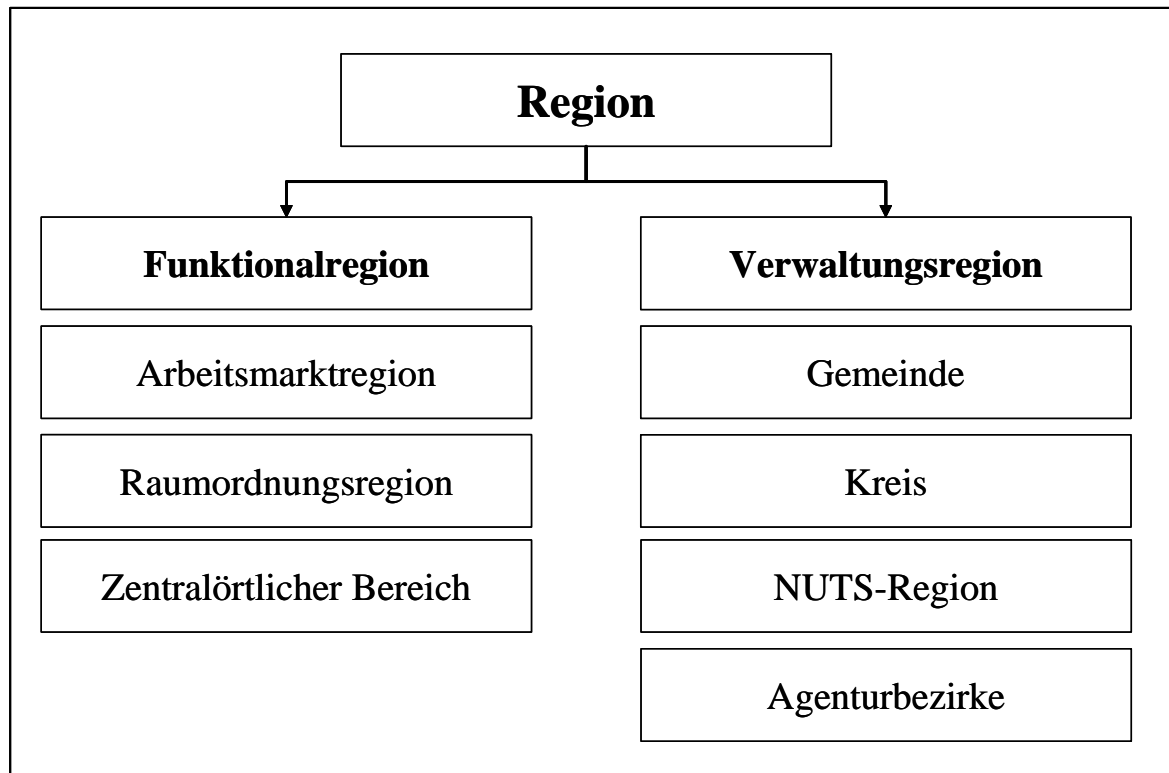 Region
Funktionalregion
Arbeitsmarktregion
Raumordnungsregion
Zentralörtlicher Bereich
Verwaltungsregion
Gemeinde
Kreis
NUTS-Region
Agenturbezirke